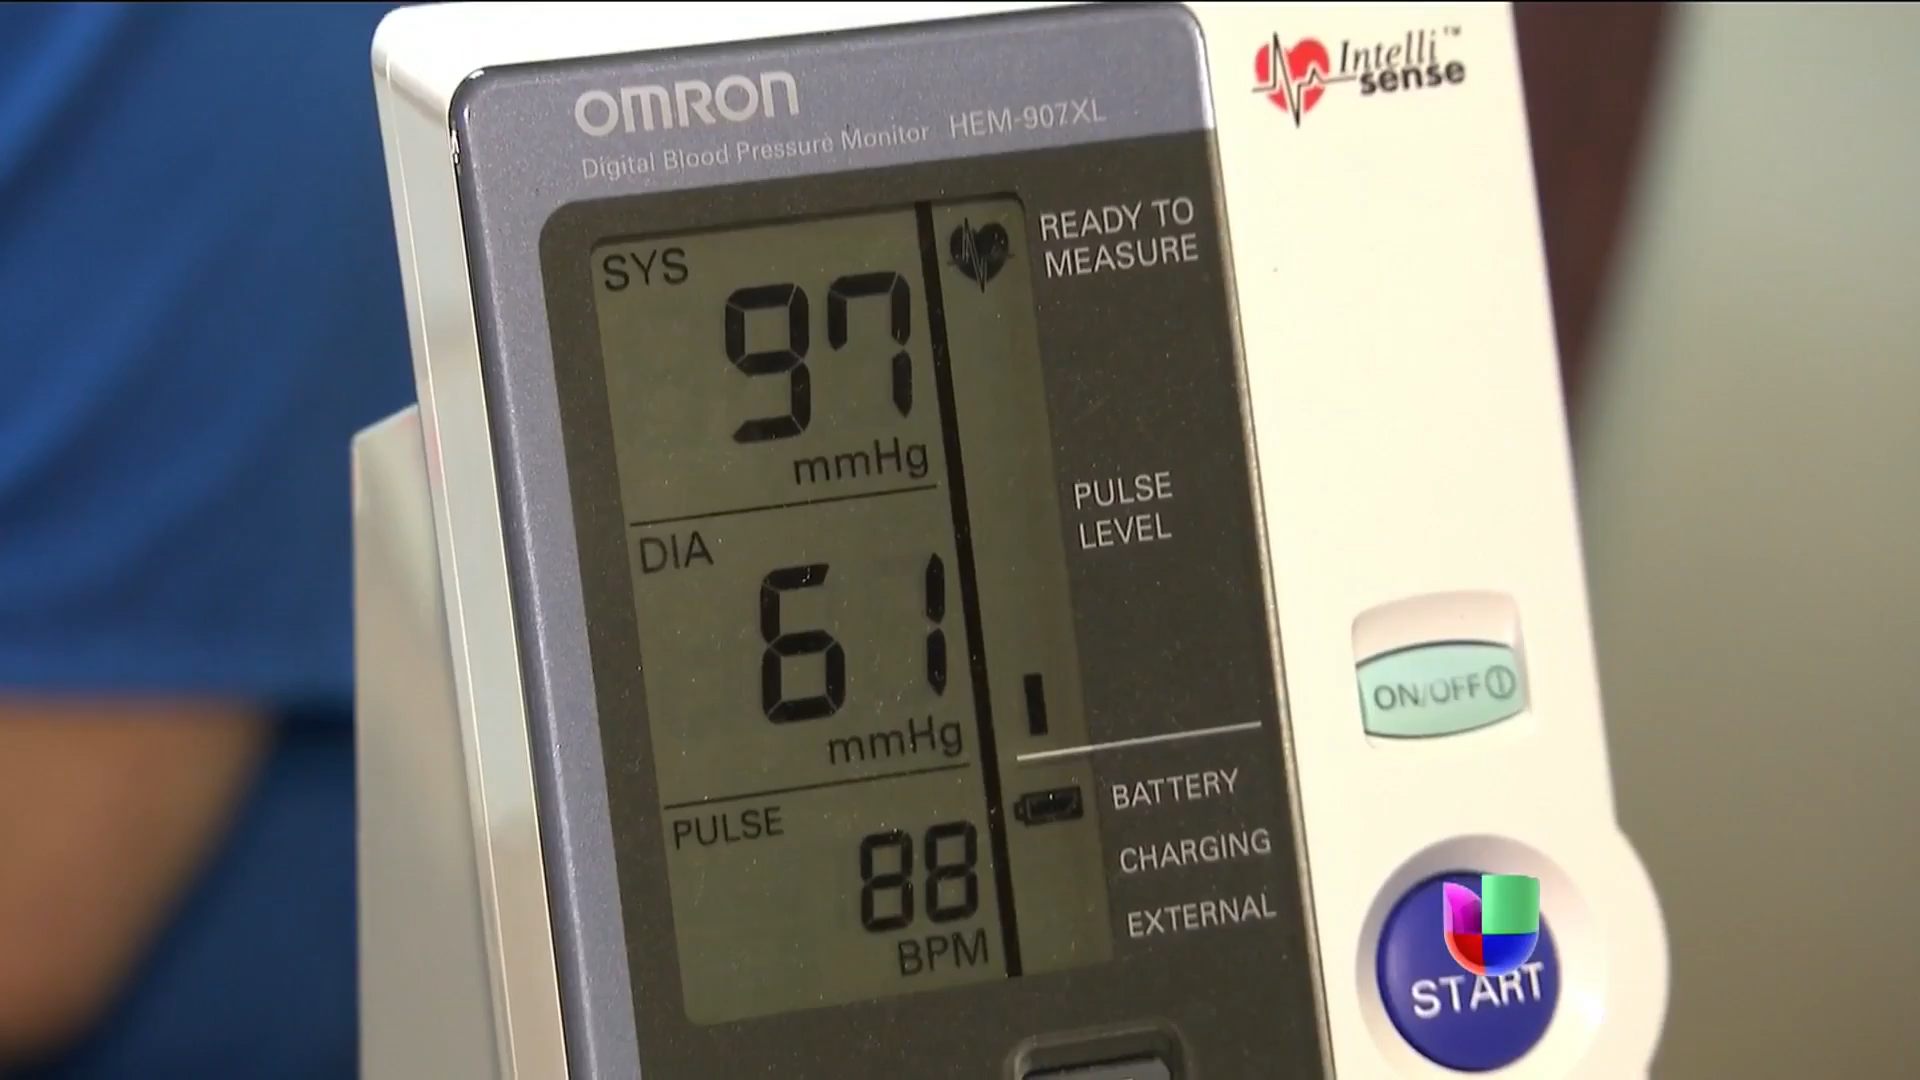 OMRON
Digital Blood Pressure Monitor HEM-907XL
Intelli™
sense
SYS
97
mmHg
READY TO
MEASURE
DIA
61
mmHg
PULSE
LEVEL
PULSE
88
BPM
BATTERY
CHARGING
EXTERNAL
ON/OFF
START